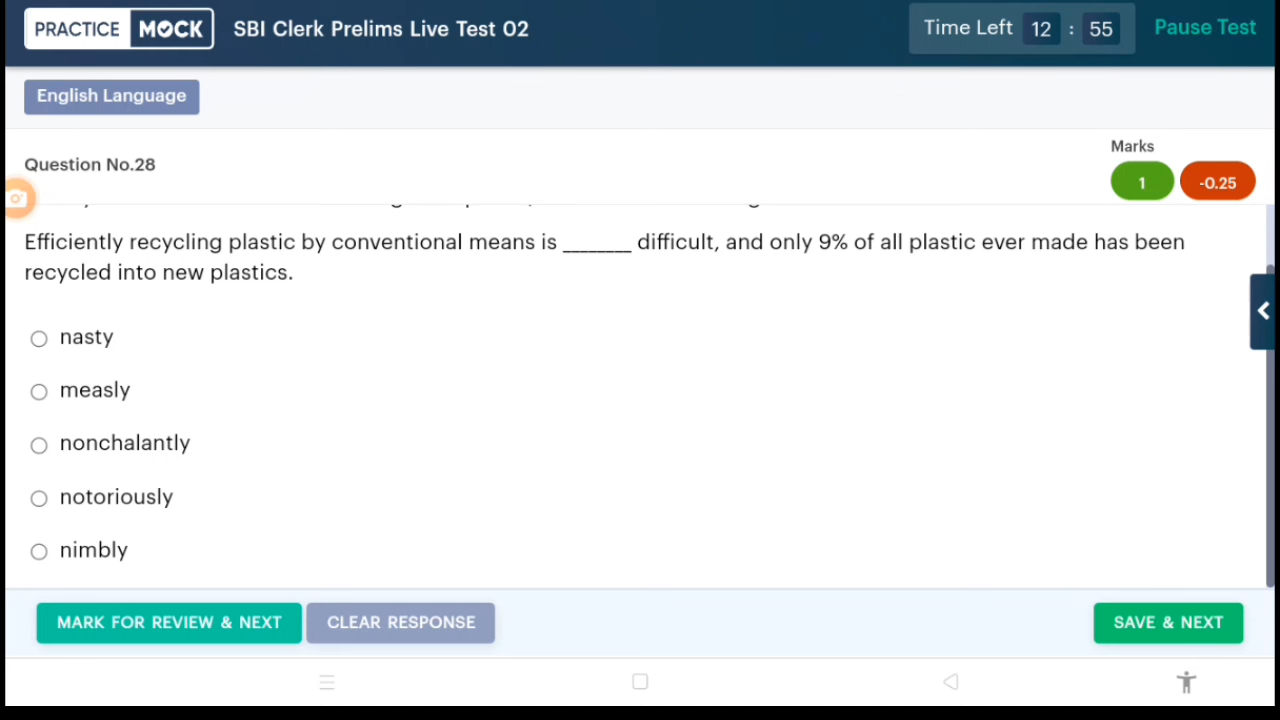 PRACTICE MOCK SBI Clerk Prelims Live Test 02 Time Left 12 : 55 Pause Test
English Language
Question No.28
Marks
1 -0.25
Efficiently recycling plastic by conventional means is ________ difficult, and only 9% of all plastic ever made has been
recycled into new plastics.
nasty
measly
nonchalantly
notoriously
nimbly
MARK FOR REVIEW & NEXT CLEAR RESPONSE SAVE & NEXT